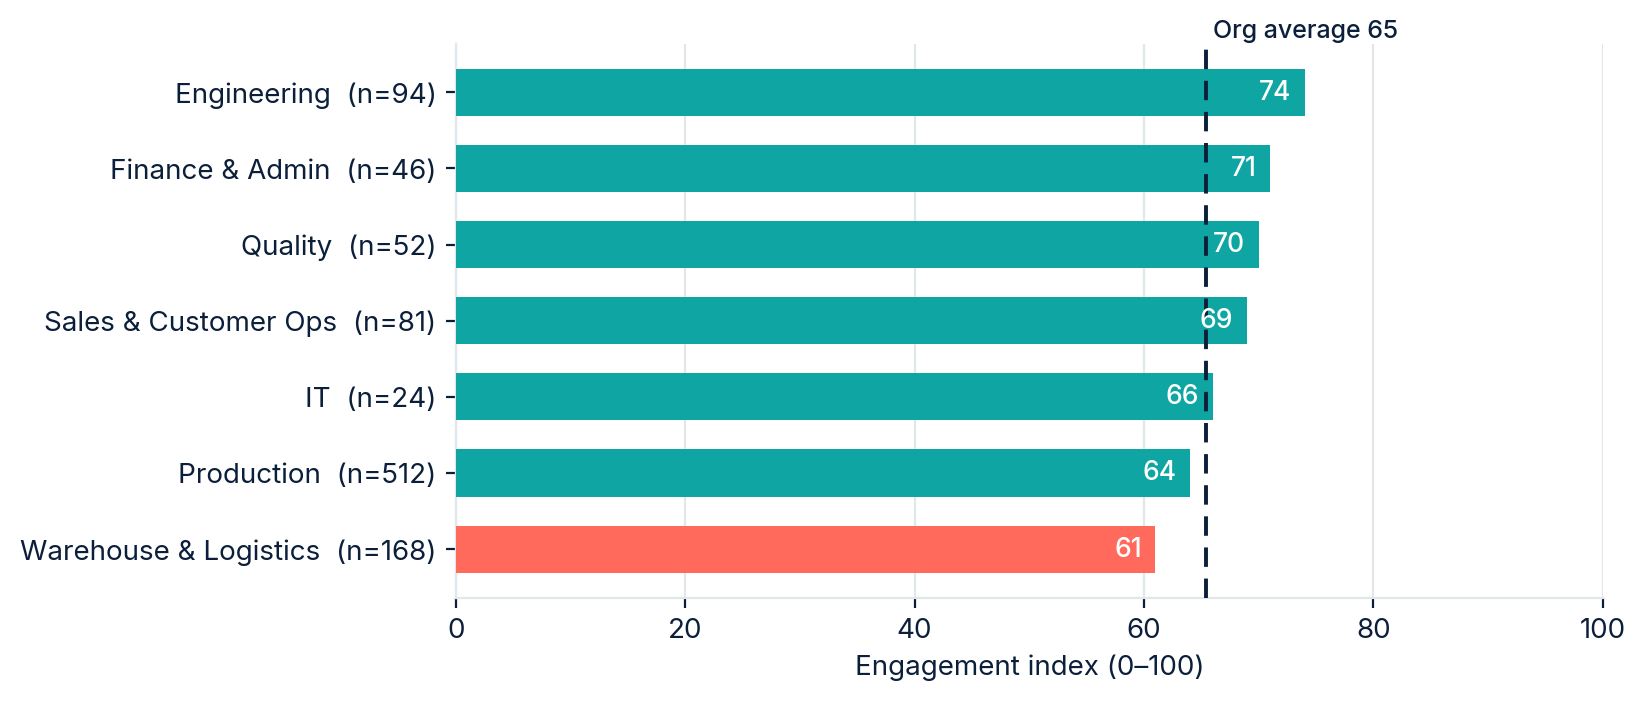 Org average 65
Engineering (n=94) 74
Finance & Admin (n=46) 71
Quality (n=52) 70
Sales & Customer Ops (n=81) 69
IT (n=24) 66
Production (n=512) 64
Warehouse & Logistics (n=168) 61
0 20 40 60 80 100
Engagement index (0–100)